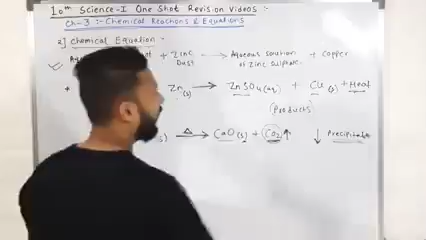 10th Science-I One Shot Revision Videos:
Ch-3 :- Chemical Reactions & Equations
2] Chemical Equation -
+ Zinc dust → Aqueous solution of Zinc sulphate + Copper
+ Zn(s) → ZnSO4(aq) + Cu(s) + Heat
(Products)
s) Δ→ CaO(s) + CO2↑ ↓ Precipitate